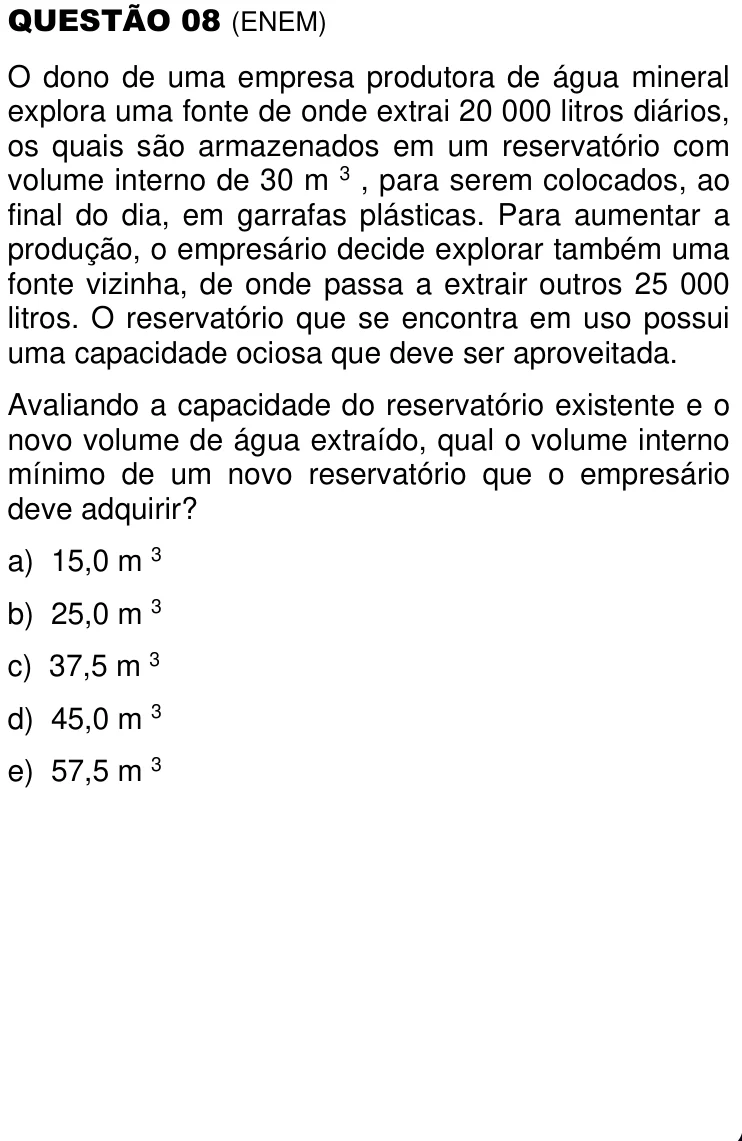 QUESTÃO 08 (ENEM)
O dono de uma empresa produtora de água mineral
explora uma fonte de onde extrai 20 000 litros diários,
os quais são armazenados em um reservatório com
volume interno de 30 m ³ , para serem colocados, ao
final do dia, em garrafas plásticas. Para aumentar a
produção, o empresário decide explorar também uma
fonte vizinha, de onde passa a extrair outros 25 000
litros. O reservatório que se encontra em uso possui
uma capacidade ociosa que deve ser aproveitada.
Avaliando a capacidade do reservatório existente e o
novo volume de água extraído, qual o volume interno
mínimo de um novo reservatório que o empresário
deve adquirir?
a) 15,0 m ³
b) 25,0 m ³
c) 37,5 m ³
d) 45,0 m ³
e) 57,5 m ³